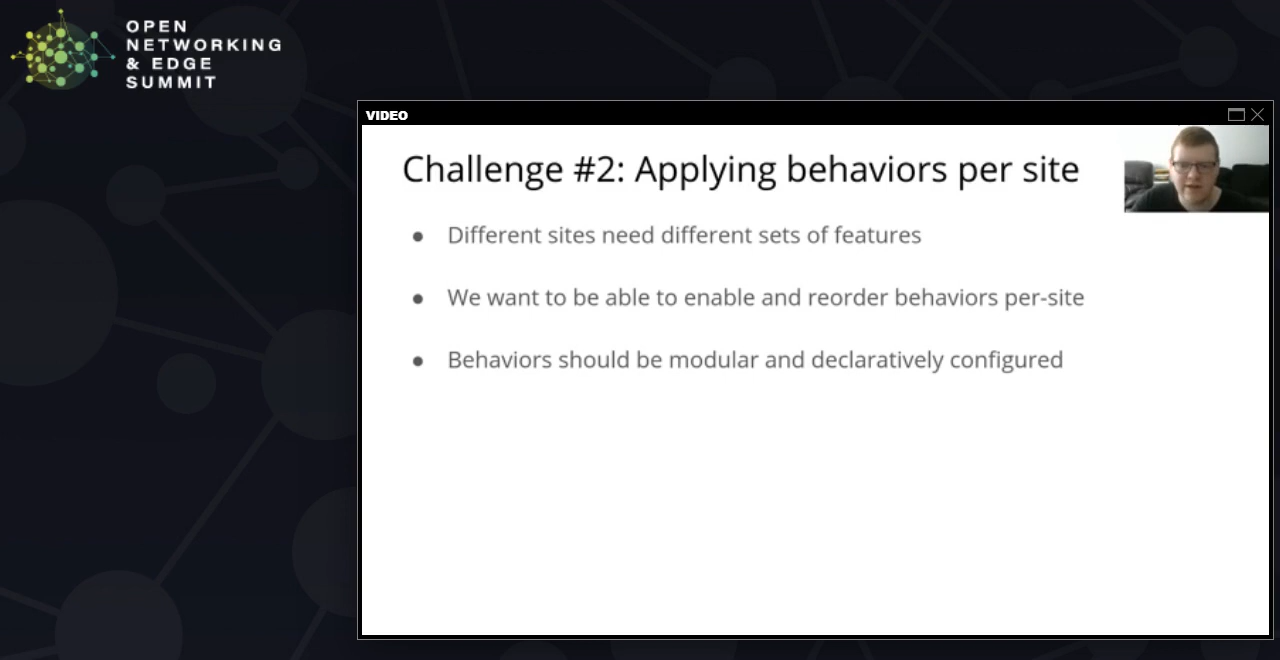 OPEN
NETWORKING
& EDGE
SUMMIT
VIDEO
Challenge #2: Applying behaviors per site
● Different sites need different sets of features
● We want to be able to enable and reorder behaviors per-site
● Behaviors should be modular and declaratively configured